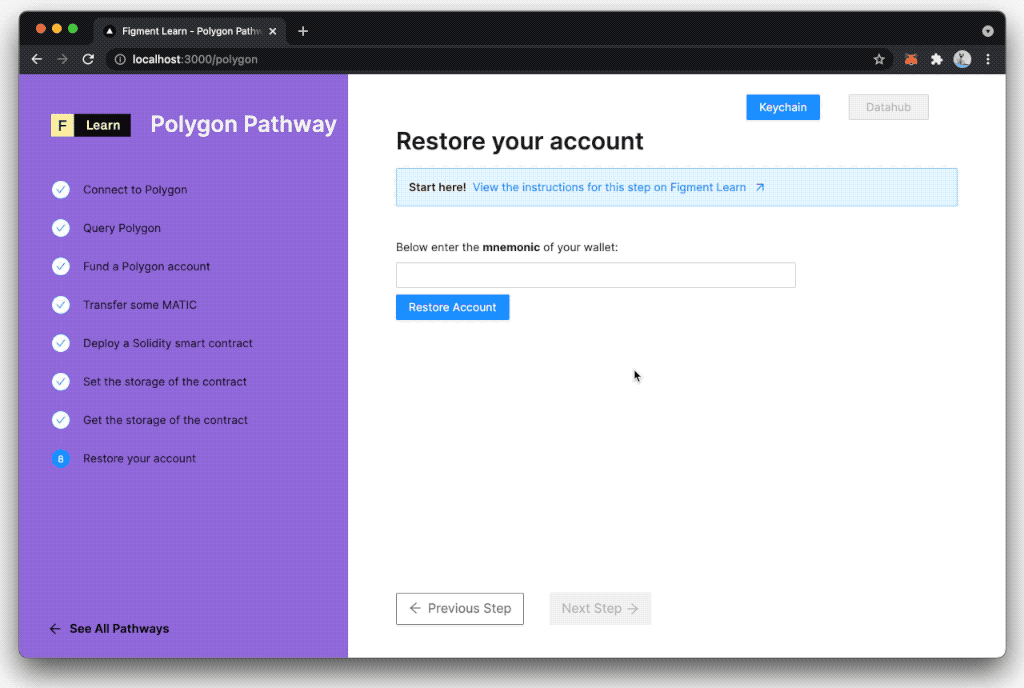 Figment Learn - Polygon Pathw
localhost:3000/polygon
F Learn
Polygon Pathway
Connect to Polygon
Query Polygon
Fund a Polygon account
Transfer some MATIC
Deploy a Solidity smart contract
Set the storage of the contract
Get the storage of the contract
8 Restore your account
← See All Pathways
Keychain
Datahub
Restore your account
Start here! View the instructions for this step on Figment Learn ↗
Below enter the mnemonic of your wallet:
Restore Account
← Previous Step
Next Step →